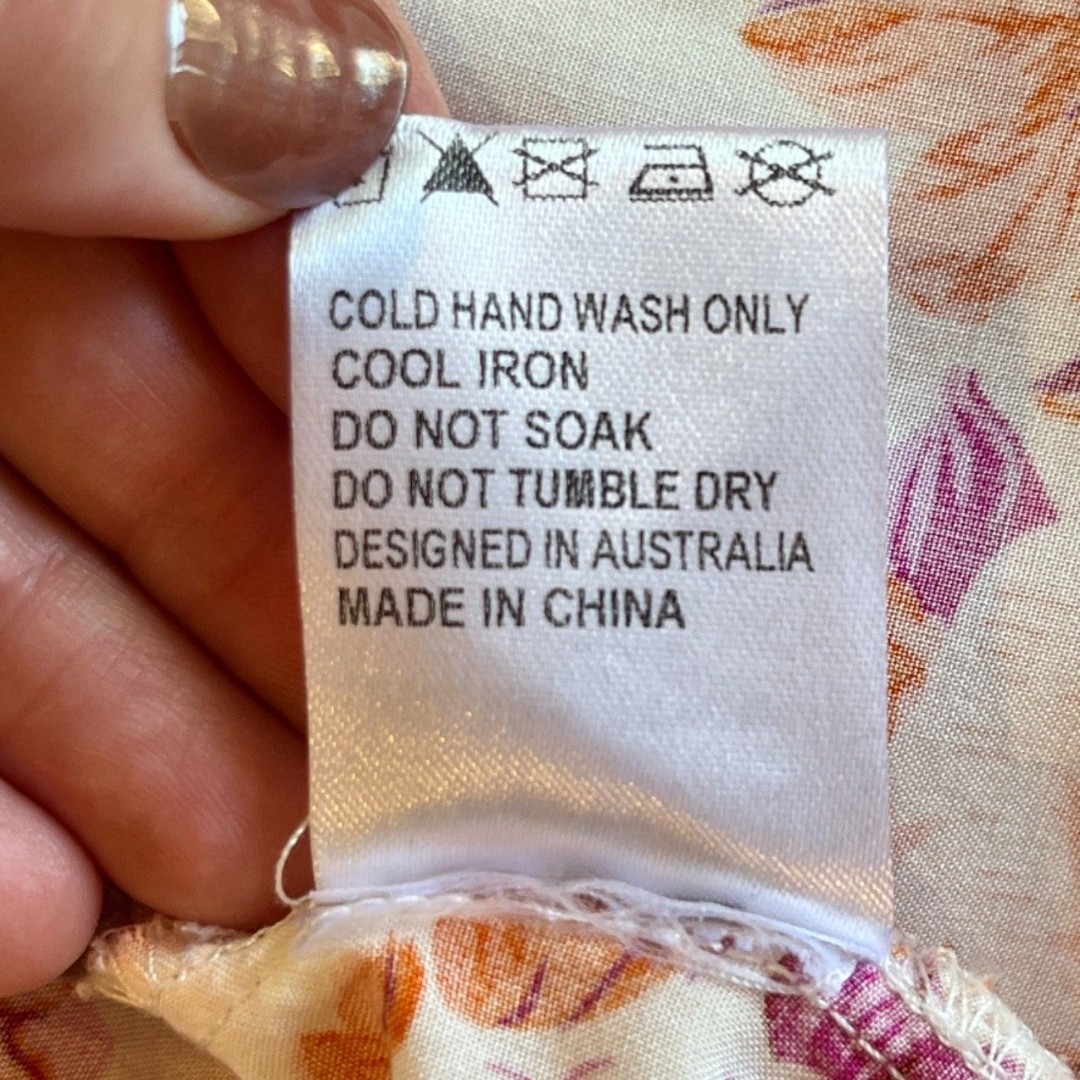 COLD HAND WASH ONLY
COOL IRON
DO NOT SOAK
DO NOT TUMBLE DRY
DESIGNED IN AUSTRALIA
MADE IN CHINA